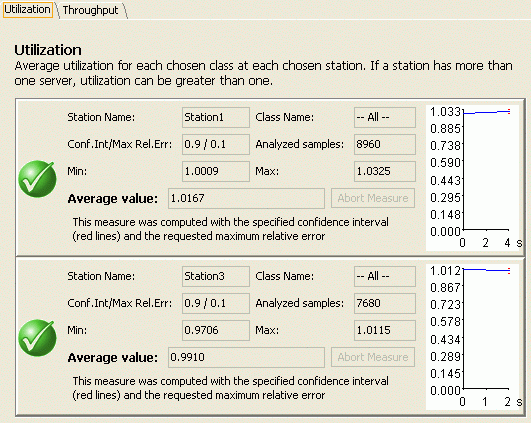 Utilization Throughput
Utilization
Average utilization for each chosen class at each chosen station. If a station has more than
one server, utilization can be greater than one.
Station Name: Station1 Class Name: -- All --
Conf.Int/Max Rel.Err: 0.9 / 0.1 Analyzed samples: 8960
Min: 1.0009 Max: 1.0325
Average value: 1.0167 Abort Measure
This measure was computed with the specified confidence interval
(red lines) and the requested maximum relative error
1.033
0.885
0.738
0.590
0.443
0.295
0.148
0.000
0 2 4 s
Station Name: Station3 Class Name: -- All --
Conf.Int/Max Rel.Err: 0.9 / 0.1 Analyzed samples: 7680
Min: 0.9706 Max: 1.0115
Average value: 0.9910 Abort Measure
This measure was computed with the specified confidence interval
(red lines) and the requested maximum relative error
1.012
0.867
0.723
0.578
0.434
0.289
0.145
0.000
0 1 2 s